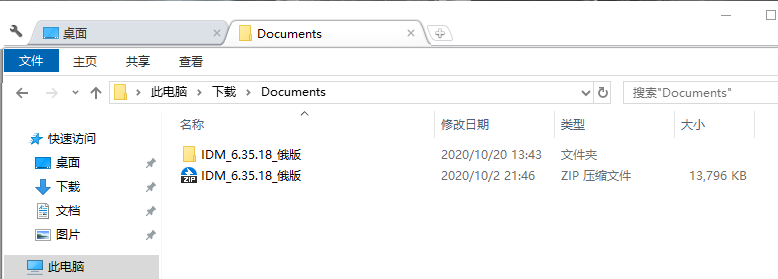 桌面 Documents
文件 主页 共享 查看
此电脑 下载 Documents 搜索"Documents"
名称 修改日期 类型 大小
快速访问
桌面
下载
文档
图片
此电脑
IDM_6.35.18_俄版 2020/10/20 13:43 文件夹
IDM_6.35.18_俄版 2020/10/2 21:46 ZIP 压缩文件 13,796 KB
ZIP